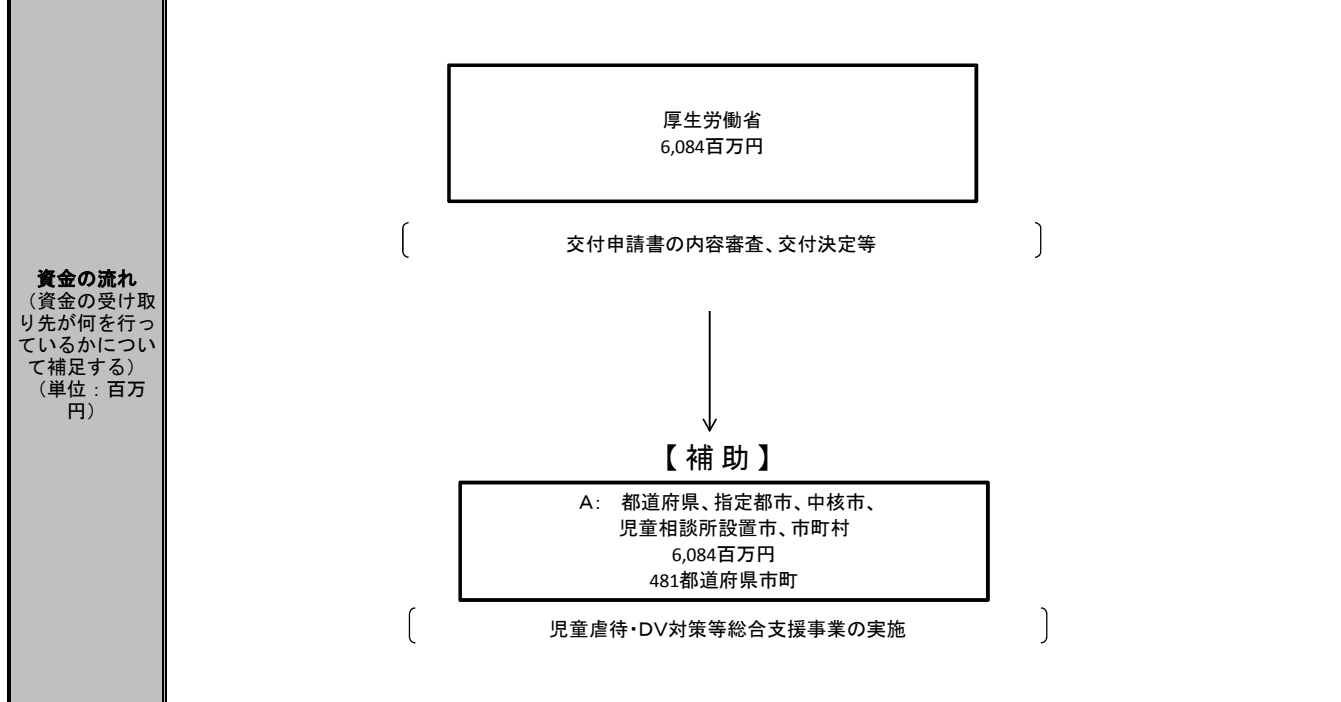 資金の流れ
（資金の受け取
り先が何を行っ
ているかについ
て補足する）
（単位：百万
円）
厚生労働省
6,084百万円
交付申請書の内容審査、交付決定等
【補助】
A:　都道府県、指定都市、中核市、
児童相談所設置市、市町村
6,084百万円
481都道府県市町
児童虐待・DV対策等総合支援事業の実施